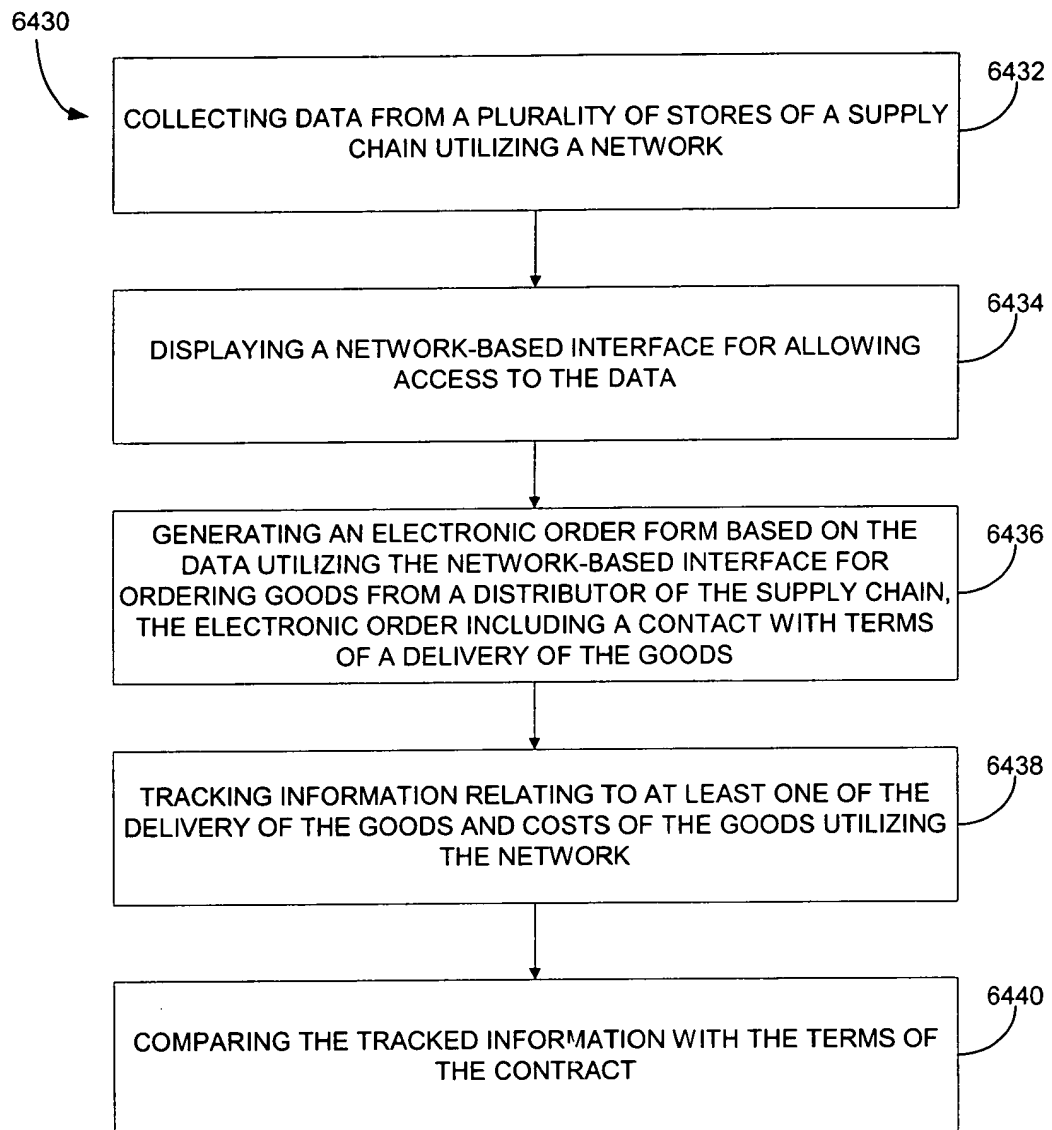 6430
6432
COLLECTING DATA FROM A PLURALITY OF STORES OF A SUPPLY
CHAIN UTILIZING A NETWORK
6434
DISPLAYING A NETWORK-BASED INTERFACE FOR ALLOWING
ACCESS TO THE DATA
GENERATING AN ELECTRONIC ORDER FORM BASED ON THE
6436
DATA UTILIZING THE NETWORK-BASED INTERFACE FOR
ORDERING GOODS FROM A DISTRIBUTOR OF THE SUPPLY CHAIN,
THE ELECTRONIC ORDER INCLUDING A CONTACT WITH TERMS
OF A DELIVERY OF THE GOODS
6438
TRACKING INFORMATION RELATING TO AT LEAST ONE OF THE
DELIVERY OF THE GOODS AND COSTS OF THE GOODS UTILIZING
THE NETWORK
6440
COMPARING THE TRACKED INFORMATION WITH THE TERMS OF
THE CONTRACT